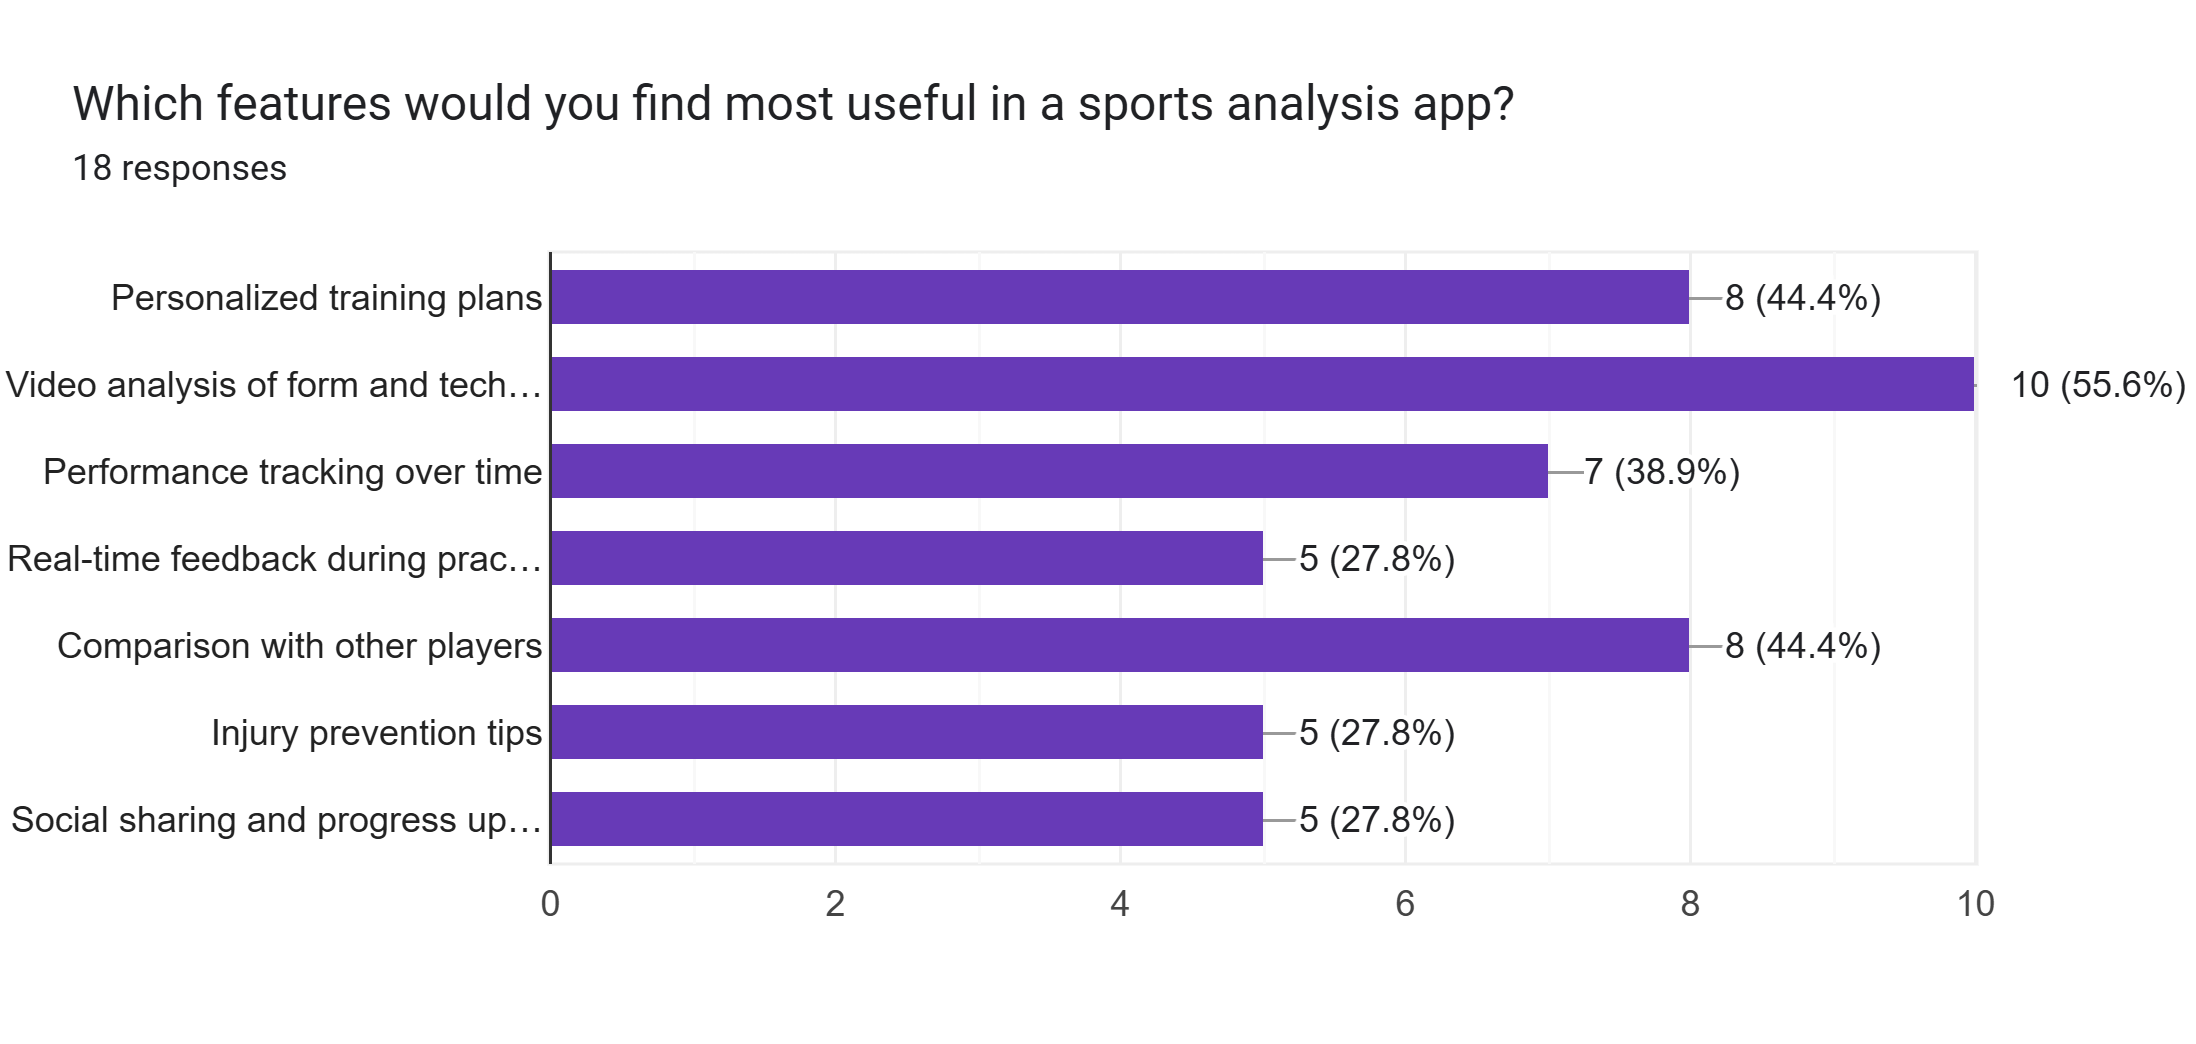 Which features would you find most useful in a sports analysis app?
18 responses
Personalized training plans
8 (44.4%)
Video analysis of form and tech…
10 (55.6%)
Performance tracking over time
7 (38.9%)
Real-time feedback during prac…
5 (27.8%)
Comparison with other players
8 (44.4%)
Injury prevention tips
5 (27.8%)
Social sharing and progress up…
5 (27.8%)
0 2 4 6 8 10